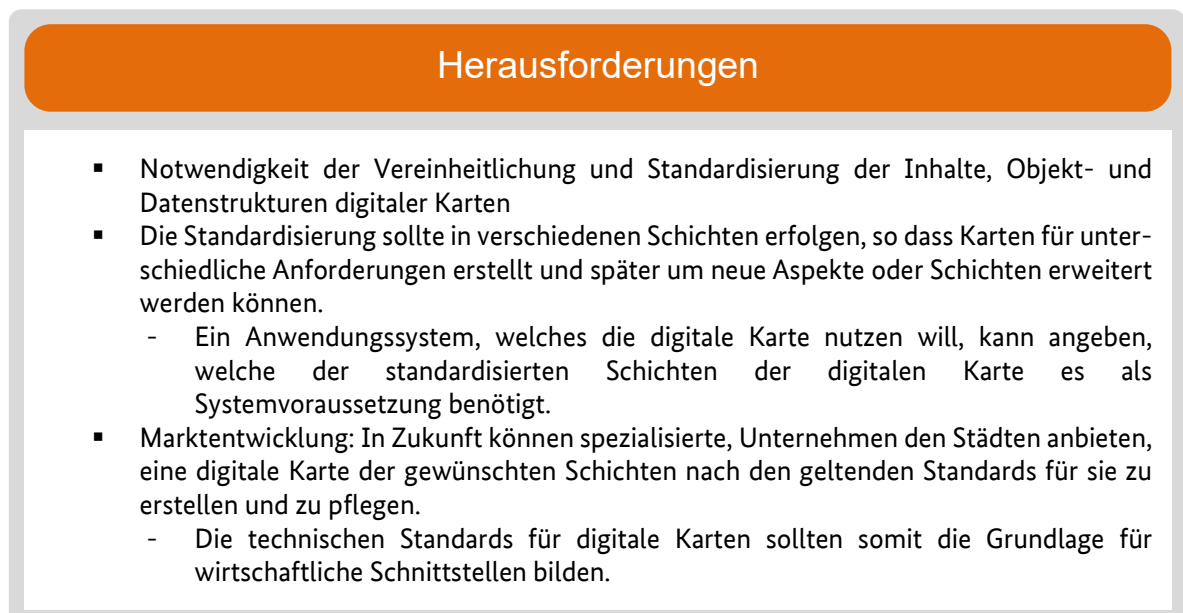 Herausforderungen
▪ Notwendigkeit der Vereinheitlichung und Standardisierung der Inhalte, Objekt- und
Datenstrukturen digitaler Karten
▪ Die Standardisierung sollte in verschiedenen Schichten erfolgen, so dass Karten für unter-
schiedliche Anforderungen erstellt und später um neue Aspekte oder Schichten erweitert
werden können.
- Ein Anwendungssystem, welches die digitale Karte nutzen will, kann angeben,
welche der standardisierten Schichten der digitalen Karte es als
Systemvoraussetzung benötigt.
▪ Marktentwicklung: In Zukunft können spezialisierte, Unternehmen den Städten anbieten,
eine digitale Karte der gewünschten Schichten nach den geltenden Standards für sie zu
erstellen und zu pflegen.
- Die technischen Standards für digitale Karten sollten somit die Grundlage für
wirtschaftliche Schnittstellen bilden.